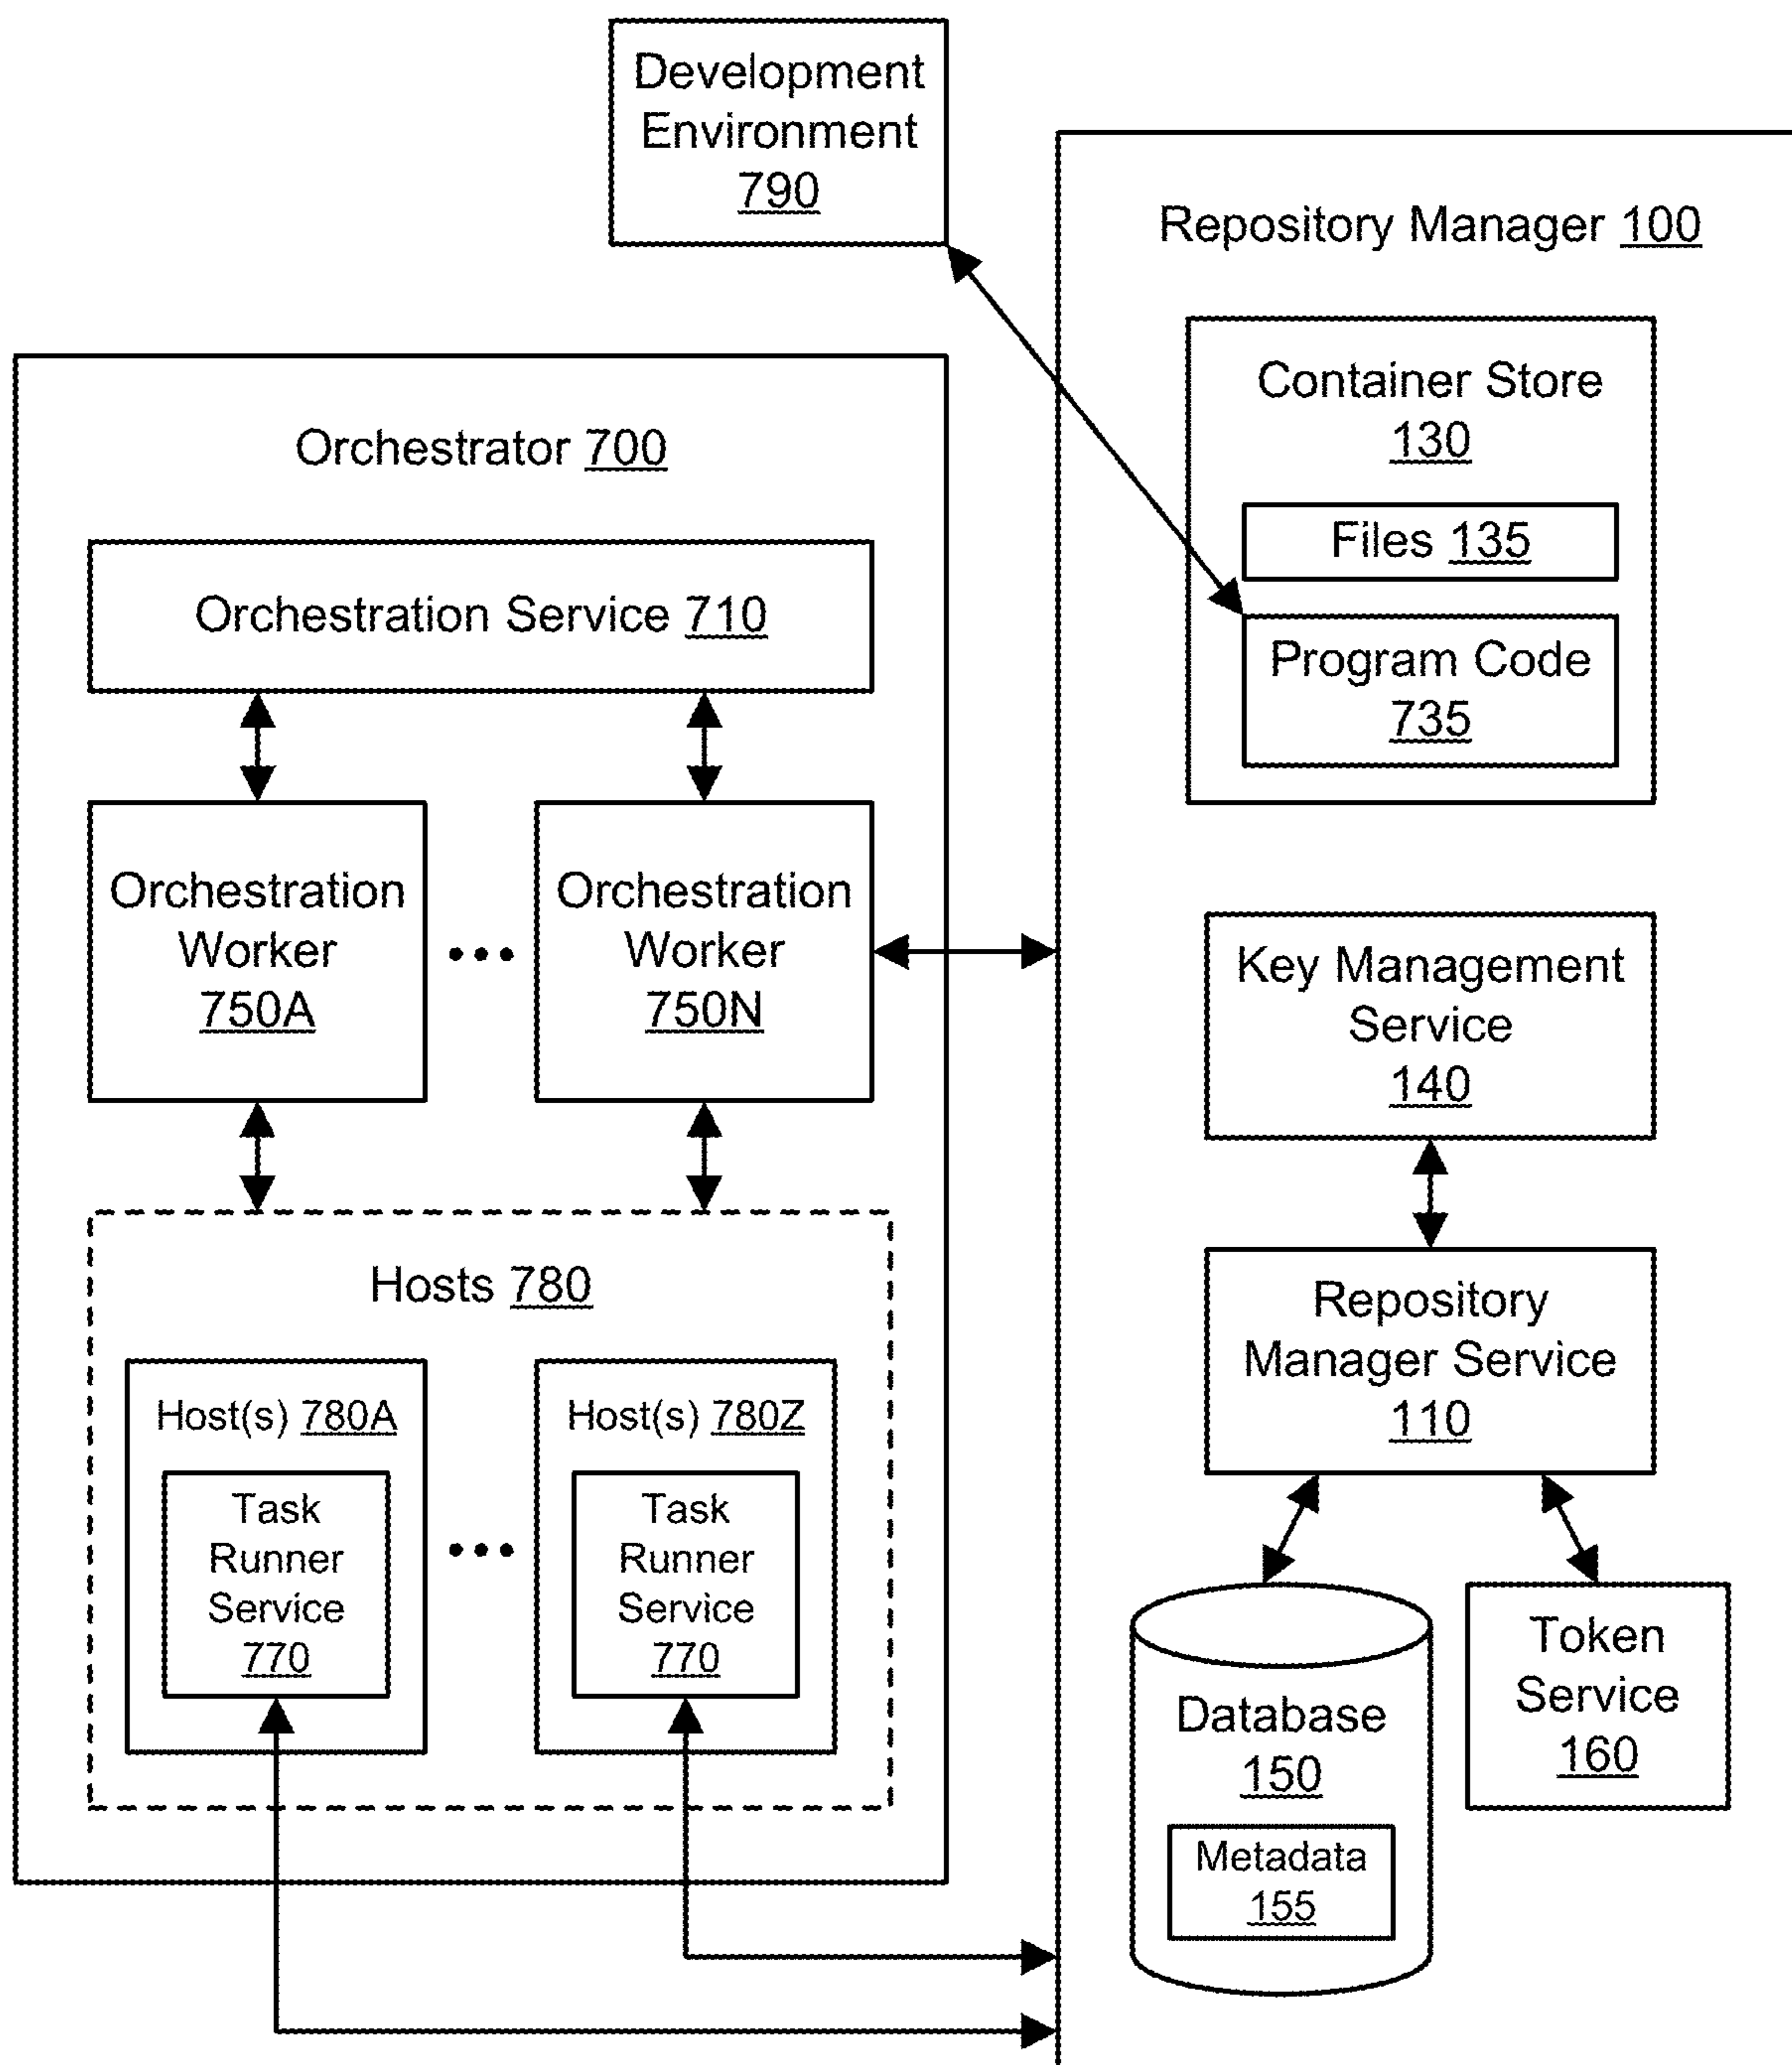 Development
Environment
790
Repository Manager 100
Container Store
130
Files 135
Program Code
735
Orchestrator 700
Orchestration Service 710
Orchestration
Worker
750A
Orchestration
Worker
750N
Hosts 780
Host(s) 780A
Task
Runner
Service
770
Host(s) 780Z
Task
Runner
Service
770
Key Management
Service
140
Repository
Manager Service
110
Database
150
Metadata
155
Token
Service
160